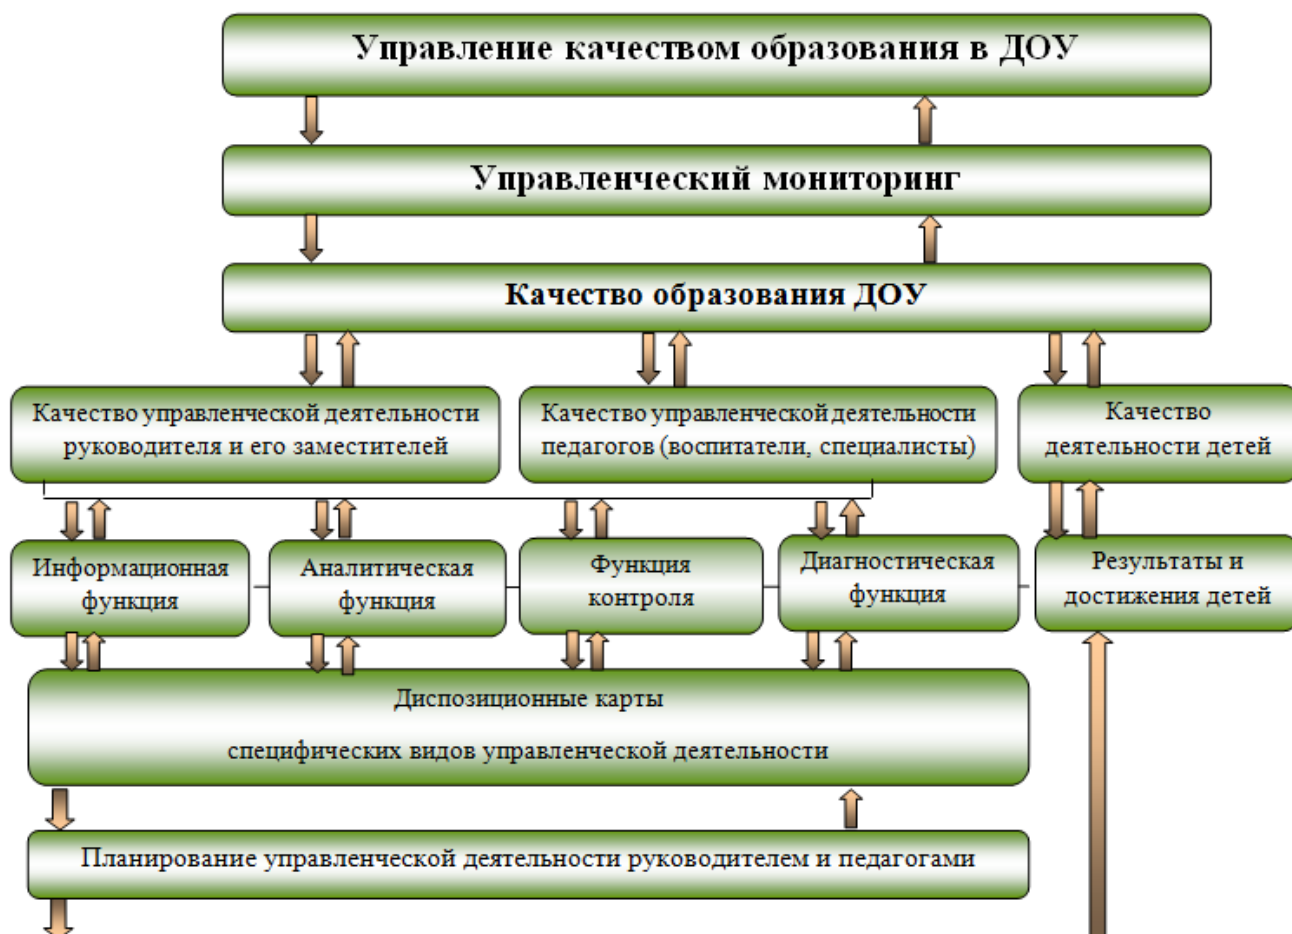 Управление качеством образования в ДОУ
Управленческий мониторинг
Качество образования ДОУ
Качество управленческой деятельности
руководителя и его заместителей
Качество управленческой деятельности
педагогов (воспитатели, специалисты)
Качество
деятельности детей
Информационная
функция
Аналитическая
функция
Функция
контроля
Диагностическая
функция
Результаты и
достижения детей
Диспозиционные карты
специфических видов управленческой деятельности
Планирование управленческой деятельности руководителем и педагогами